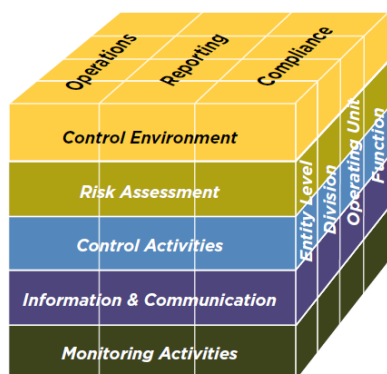 Operations
Reporting
Compliance
Control Environment
Risk Assessment
Control Activities
Information & Communication
Monitoring Activities
Entity Level
Division
Operating Unit
Function